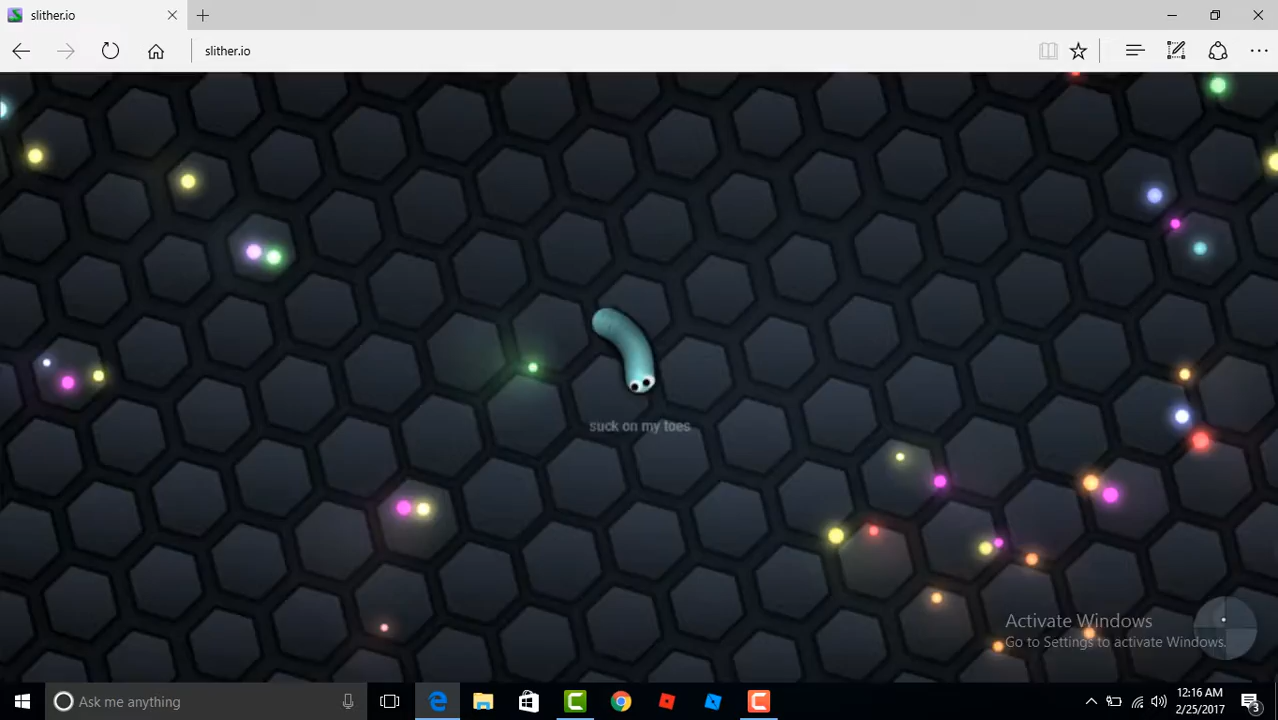 slither.io
slither.io
suck on my toes
Activate Windows
Go to Settings to activate Windows.
Ask me anything
12:16 AM
2/25/2017
3